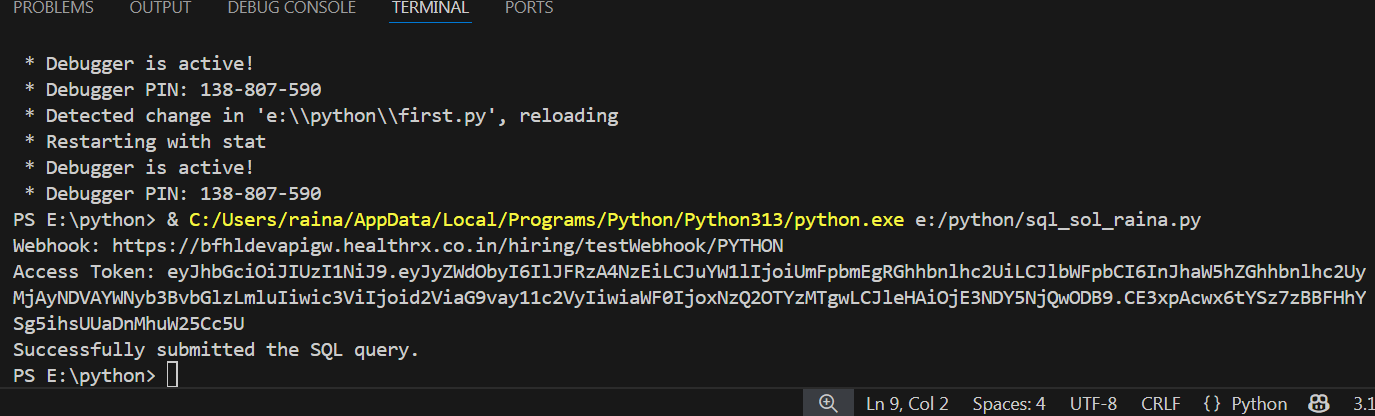 PROBLEMS OUTPUT DEBUG CONSOLE TERMINAL PORTS
* Debugger is active!
* Debugger PIN: 138-807-590
* Detected change in 'e:\\python\\first.py', reloading
* Restarting with stat
* Debugger is active!
* Debugger PIN: 138-807-590
PS E:\python> & C:/Users/raina/AppData/Local/Programs/Python/Python313/python.exe e:/python/sql_sol_raina.py
Webhook: https://bfhldevapigw.healthrx.co.in/hiring/testWebhook/PYTHON
Access Token: eyJhbGciOiJIUzI1NiJ9.eyJyZWdObyI6IlJFRzA4NzEiLCJuYW1lIjoiUmFpbmEgRGhhbnlhc2UiLCJlbWFpbCI6InJhaW5hZGhhbnlhc2Uy
MjAyNDVAYWNyb3BvbGlzLmluIiwic3ViIjoid2ViaG9vay11c2VyIiwiaWF0IjoxNzQ2OTYzMTgwLCJleHAiOjE3NDY5NjQwODB9.CE3xpAcwx6tYSz7zBBFHhY
Sg5ihsUUaDnMhuW25Cc5U
Successfully submitted the SQL query.
PS E:\python>
Ln 9, Col 2 Spaces: 4 UTF-8 CRLF {} Python 3.1